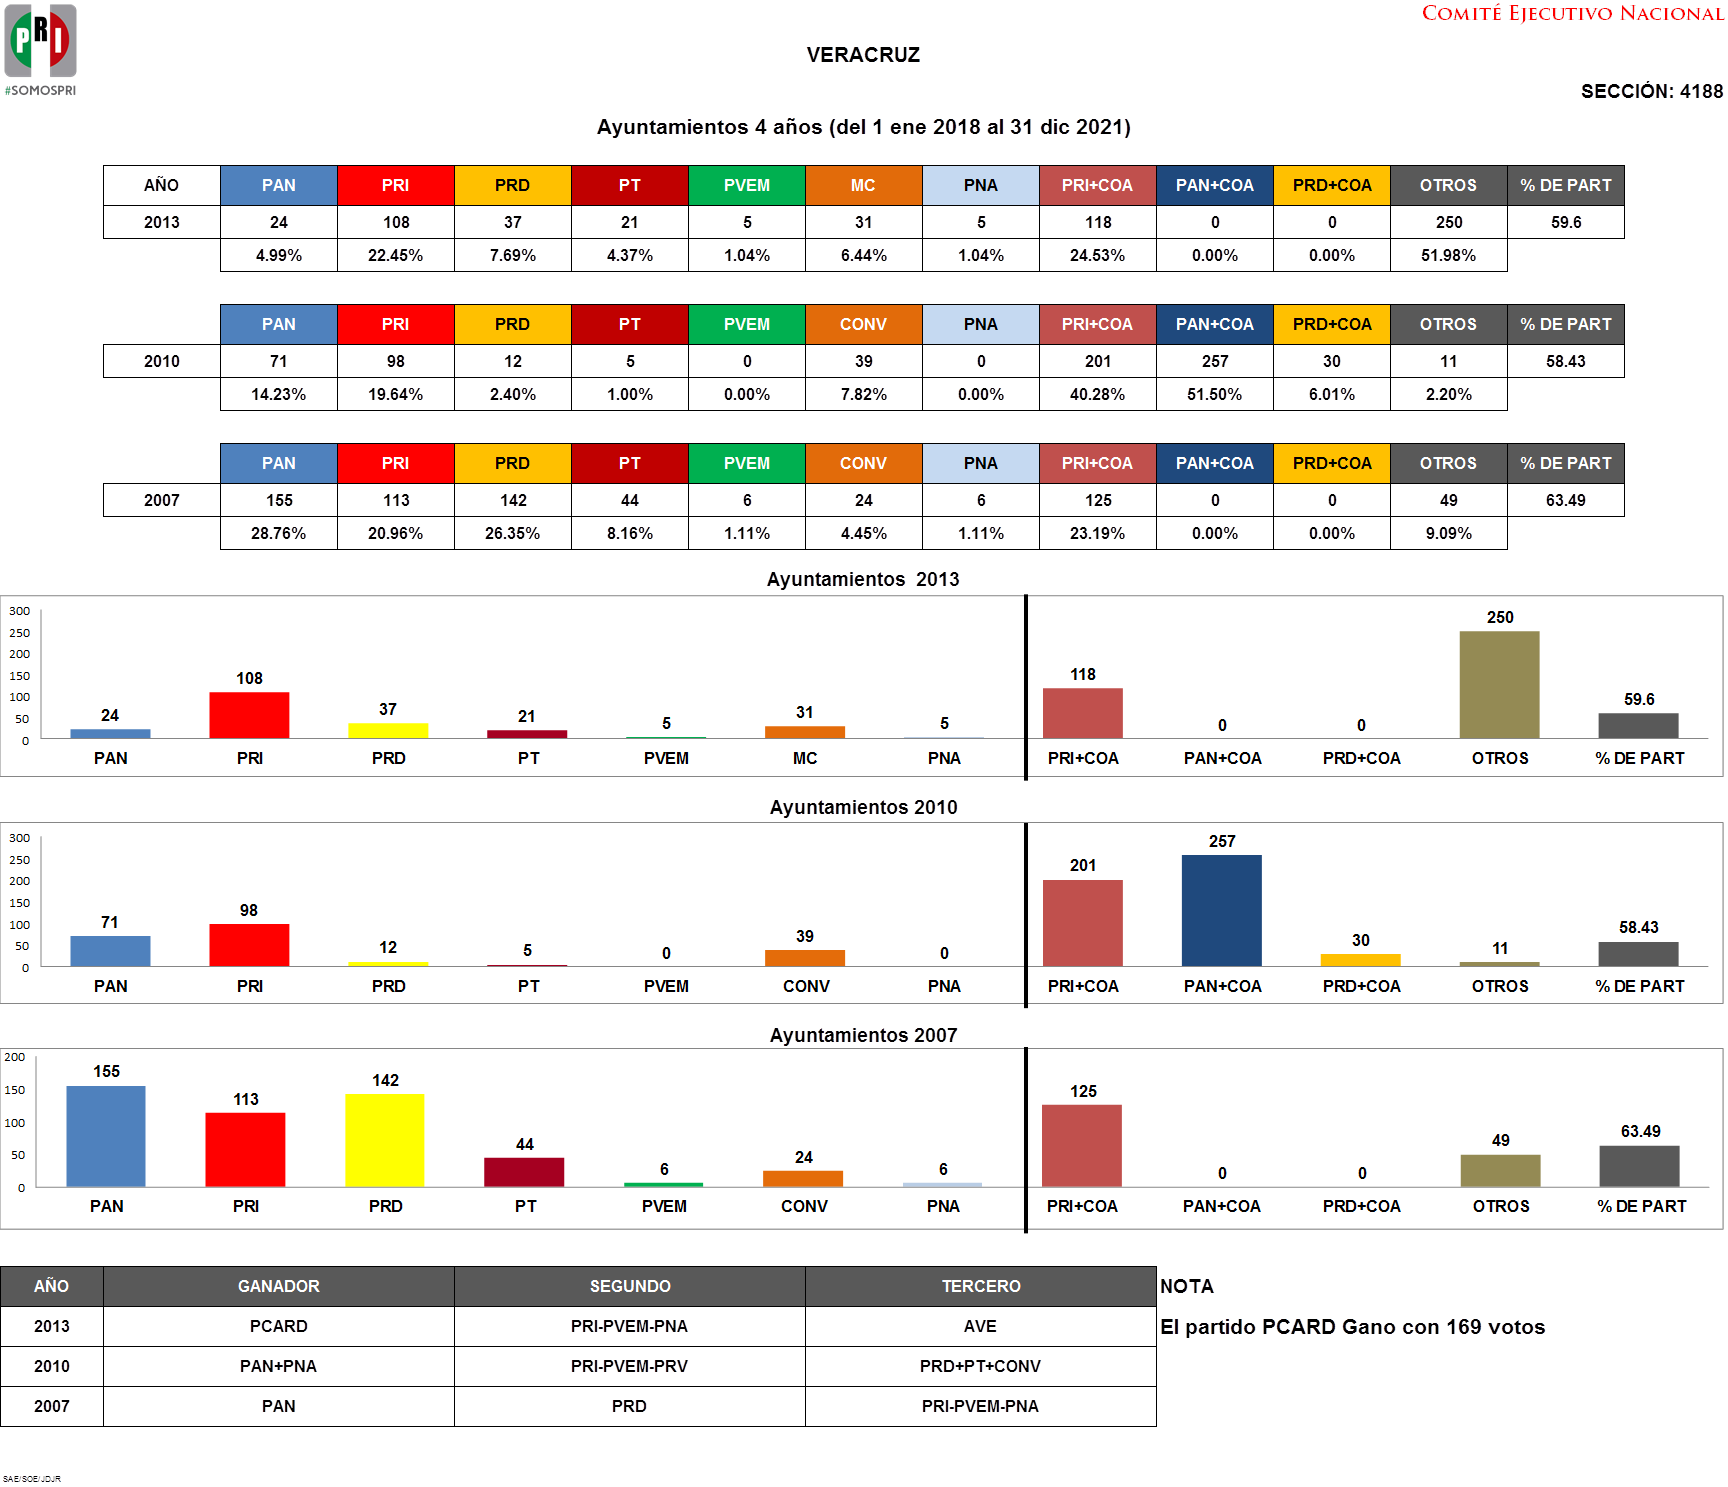 PRI
#SOMOSPRI
COMITÉ EJECUTIVO NACIONAL
VERACRUZ
SECCIÓN: 4188
Ayuntamientos 4 años (del 1 ene 2018 al 31 dic 2021)
AÑO PAN PRI PRD PT PVEM MC PNA PRI+COA PAN+COA PRD+COA OTROS % DE PART
2013 24 108 37 21 5 31 5 118 0 0 250 59.6
4.99% 22.45% 7.69% 4.37% 1.04% 6.44% 1.04% 24.53% 0.00% 0.00% 51.98%
PAN PRI PRD PT PVEM CONV PNA PRI+COA PAN+COA PRD+COA OTROS % DE PART
2010 71 98 12 5 0 39 0 201 257 30 11 58.43
14.23% 19.64% 2.40% 1.00% 0.00% 7.82% 0.00% 40.28% 51.50% 6.01% 2.20%
PAN PRI PRD PT PVEM CONV PNA PRI+COA PAN+COA PRD+COA OTROS % DE PART
2007 155 113 142 44 6 24 6 125 0 0 49 63.49
28.76% 20.96% 26.35% 8.16% 1.11% 4.45% 1.11% 23.19% 0.00% 0.00% 9.09%
Ayuntamientos 2013
300
250
200
150
100
50
0
24 108 37 21 5 31 5 118 0 0 250 59.6
PAN PRI PRD PT PVEM MC PNA PRI+COA PAN+COA PRD+COA OTROS % DE PART
Ayuntamientos 2010
300
250
200
150
100
50
0
71 98 12 5 0 39 0 201 257 30 11 58.43
PAN PRI PRD PT PVEM CONV PNA PRI+COA PAN+COA PRD+COA OTROS % DE PART
Ayuntamientos 2007
200
150
100
50
0
155 113 142 44 6 24 6 125 0 0 49 63.49
PAN PRI PRD PT PVEM CONV PNA PRI+COA PAN+COA PRD+COA OTROS % DE PART
AÑO GANADOR SEGUNDO TERCERO NOTA
2013 PCARD PRI-PVEM-PNA AVE El partido PCARD Gano con 169 votos
2010 PAN+PNA PRI-PVEM-PRV PRD+PT+CONV
2007 PAN PRD PRI-PVEM-PNA
SAE/SOE/JDJR